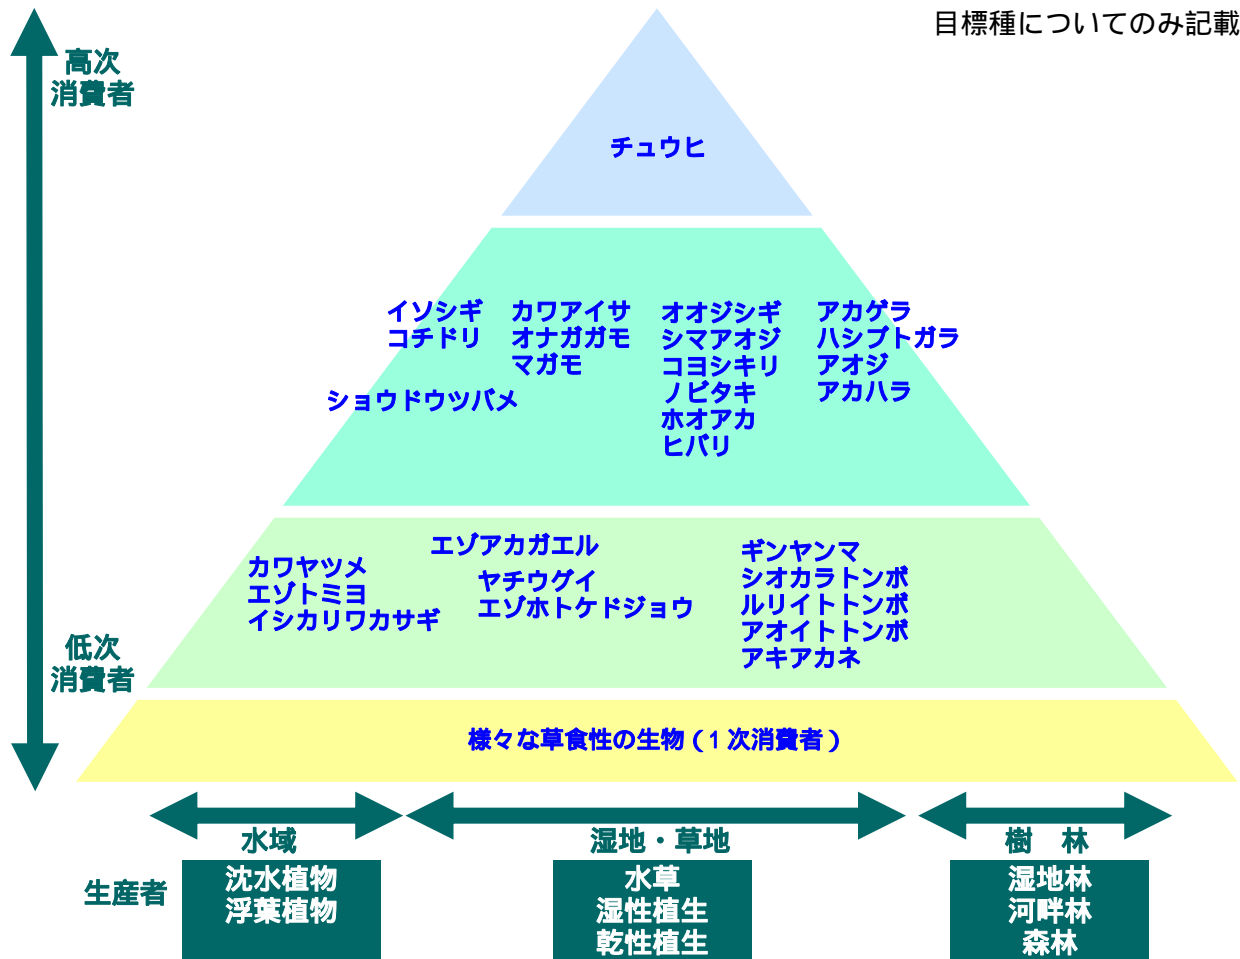 目標種についてのみ記載
高次
消費者
チュウヒ
イソシギ
コチドリ
ショウドウツバメ
カワアイサ
オナガガモ
マガモ
オオジシギ
シマアオジ
コヨシキリ
ノビタキ
ホオアカ
ヒバリ
アカゲラ
ハシブトガラ
アオジ
アカハラ
カワヤツメ
エゾトミヨ
イシカリワカサギ
エゾアカガエル
ヤチウグイ
エゾホトケドジョウ
ギンヤンマ
シオカラトンボ
ルリイトトンボ
アオイトトンボ
アキアカネ
低次
消費者
様々な草食性の生物(1次消費者)
水域
湿地・草地
樹　林
生産者
沈水植物
浮葉植物
水草
湿性植生
乾性植生
湿地林
河畔林
森林